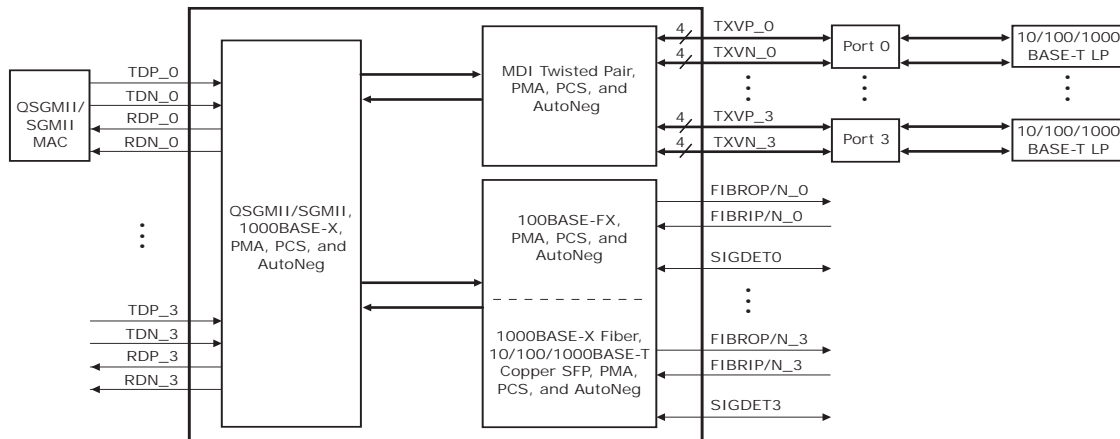 QSGMII/
SGMII
MAC
TDP_0
TDN_0
RDP_0
RDN_0
TDP_3
TDN_3
RDP_3
RDN_3
QSGMII/SGMII,
1000BASE-X,
PMA, PCS, and
AutoNeg
MDI Twisted Pair,
PMA, PCS, and
AutoNeg
100BASE-FX,
PMA, PCS, and
AutoNeg
1000BASE-X Fiber,
10/100/1000BASE-T
Copper SFP, PMA,
PCS, and AutoNeg
4 TXVP_0
4 TXVN_0
4 TXVP_3
4 TXVN_3
Port 0
Port 3
10/100/1000
BASE-T LP
10/100/1000
BASE-T LP
FIBROP/N_0
FIBRIP/N_0
SIGDET0
FIBROP/N_3
FIBRIP/N_3
SIGDET3